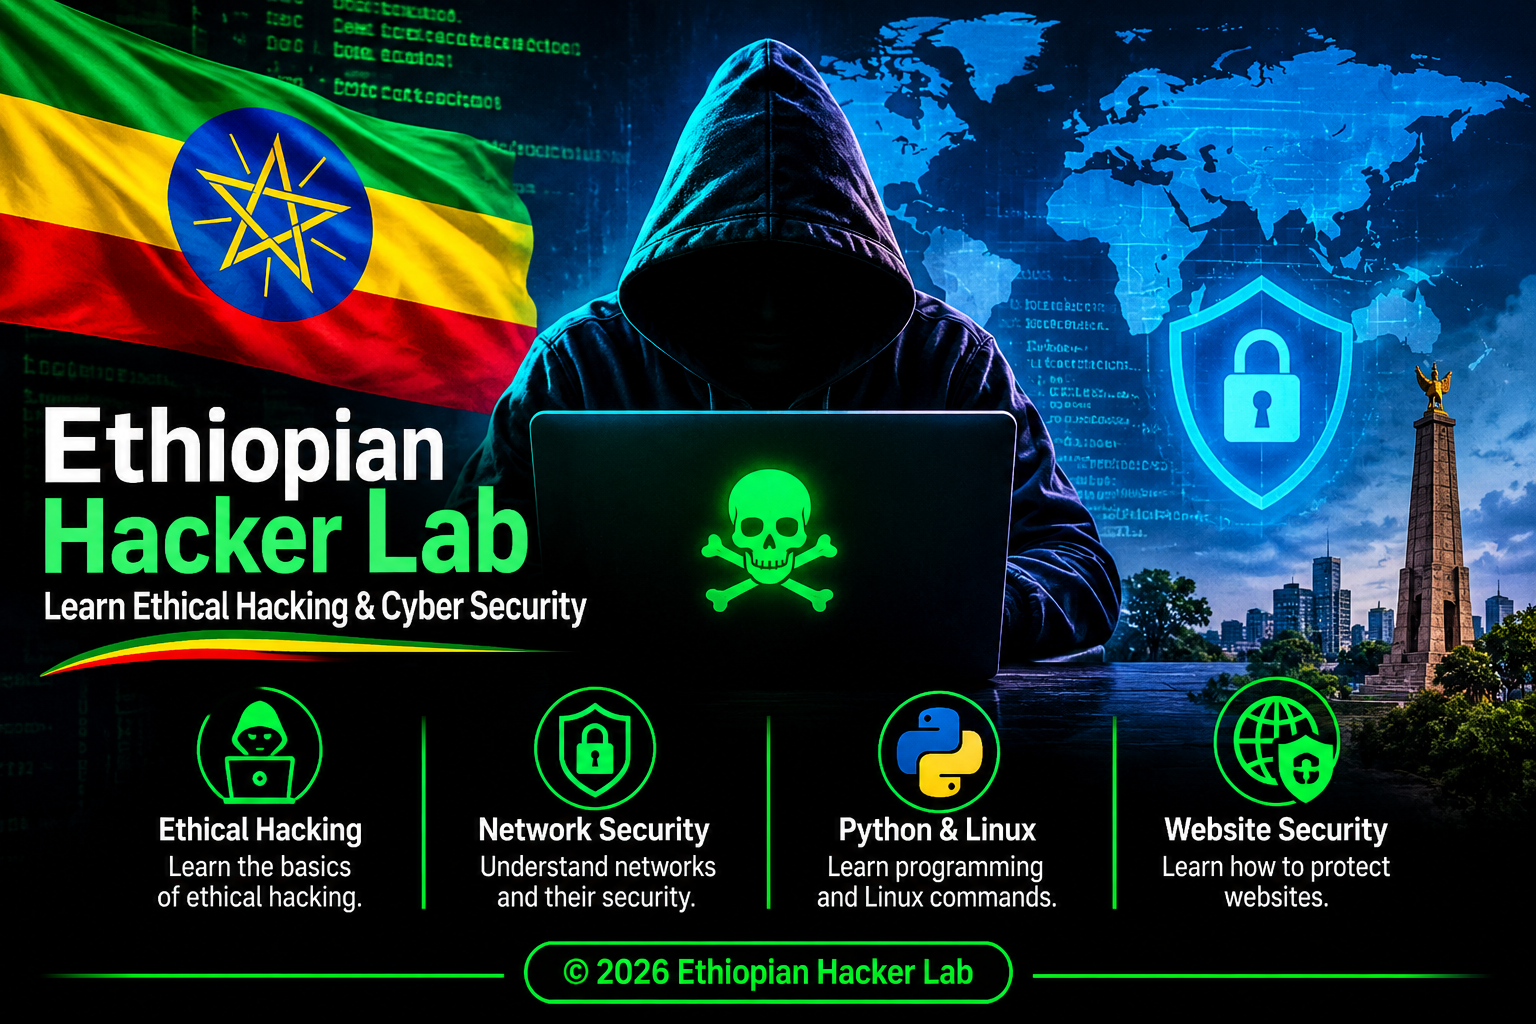 Ethiopian
Hacker Lab
Learn Ethical Hacking & Cyber Security
Ethical Hacking
Learn the basics
of ethical hacking.
Network Security
Understand networks
and their security.
Python & Linux
Learn programming
and Linux commands.
Website Security
Learn how to protect
websites.
© 2026 Ethiopian Hacker Lab